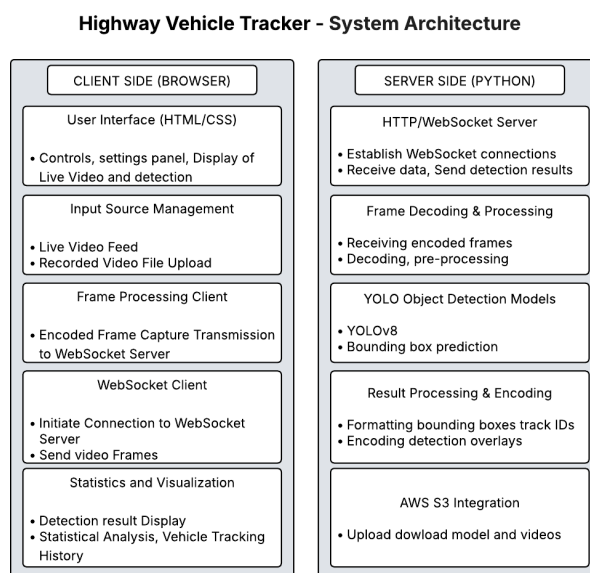 Highway Vehicle Tracker - System Architecture
CLIENT SIDE (BROWSER)
User Interface (HTML/CSS)
• Controls, settings panel, Display of
Live Video and detection
Input Source Management
• Live Video Feed
• Recorded Video File Upload
Frame Processing Client
• Encoded Frame Capture Transmission
to WebSocket Server
WebSocket Client
• Initiate Connection to WebSocket
Server
• Send video Frames
Statistics and Visualization
• Detection result Display
• Statistical Analysis, Vehicle Tracking
History
SERVER SIDE (PYTHON)
HTTP/WebSocket Server
• Establish WebSocket connections
• Receive data, Send detection results
Frame Decoding & Processing
• Receiving encoded frames
• Decoding, pre-processing
YOLO Object Detection Models
• YOLOv8
• Bounding box prediction
Result Processing & Encoding
• Formatting bounding boxes track IDs
• Encoding detection overlays
AWS S3 Integration
• Upload dowload model and videos